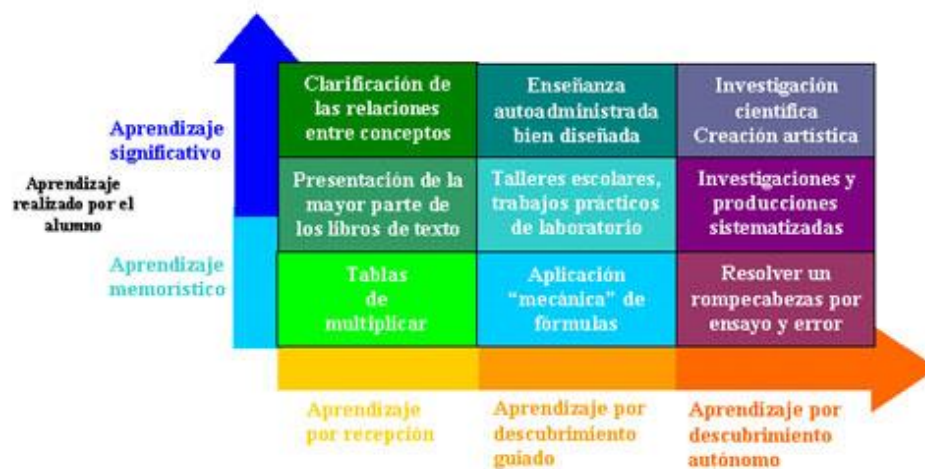 Clarificación de
las relaciones
entre conceptos
Enseñanza
autoadministrada
bien diseñada
Investigación
científica
Creación artística
Aprendizaje
significativo
Aprendizaje
realizado por el
alumno
Presentación de la
mayor parte de
los libros de texto
Talleres escolares,
trabajos prácticos
de laboratorio
Investigaciones y
producciones
sistematizadas
Aprendizaje
memorístico
Tablas
de
multiplicar
Aplicación
“mecánica” de
fórmulas
Resolver un
rompecabezas por
ensayo y error
Aprendizaje
por recepción
Aprendizaje por
descubrimiento
guiado
Aprendizaje por
descubrimiento
autónomo